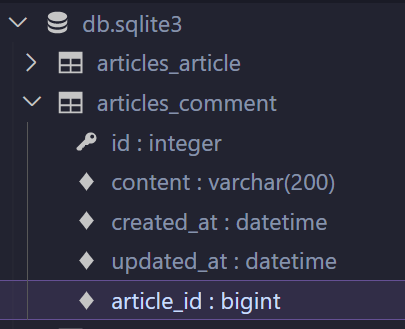 db.sqlite3
articles_article
articles_comment
id : integer
content : varchar(200)
created_at : datetime
updated_at : datetime
article_id : bigint